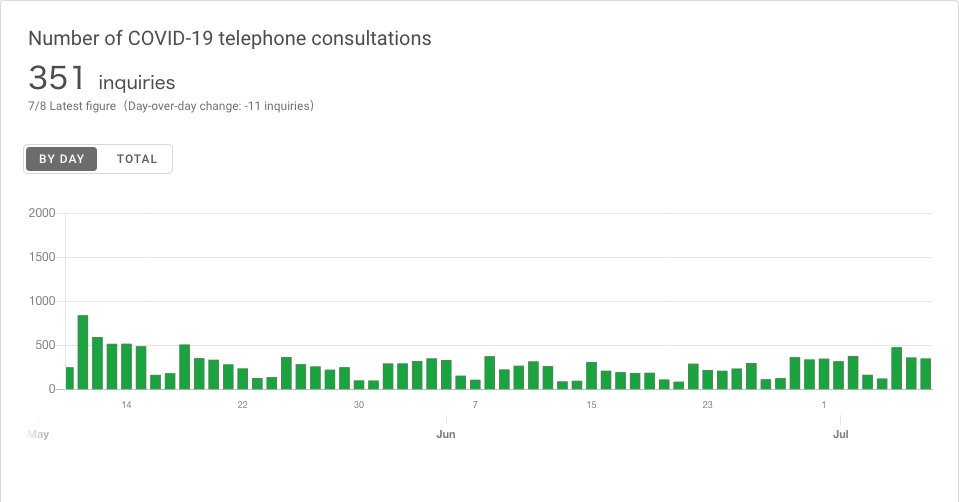 Number of COVID-19 telephone consultations
351 inquiries
7/8 Latest figure（Day-over-day change: -11 inquiries）
BY DAY TOTAL
2000
1500
1000
500
0
14 22 30 7 15 23 1
May Jun Jul